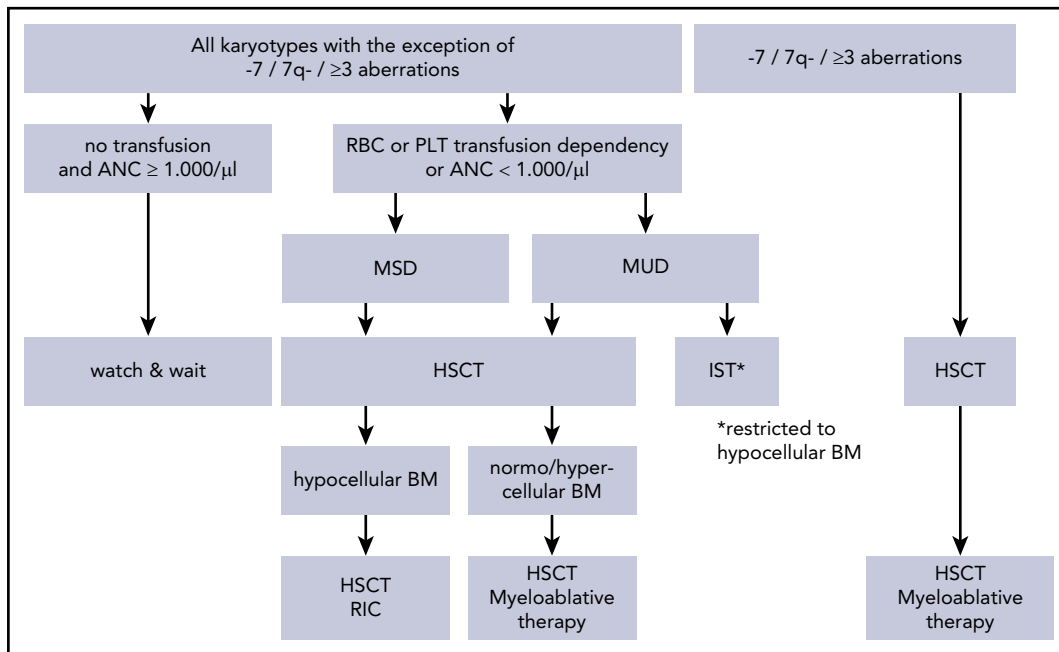 All karyotypes with the exception of
-7 / 7q- / ≥3 aberrations
-7 / 7q- / ≥3 aberrations
no transfusion
and ANC ≥ 1.000/μl
RBC or PLT transfusion dependency
or ANC < 1.000/μl
MSD
MUD
watch & wait
HSCT
IST*
HSCT
*restricted to
hypocellular BM
hypocellular BM
normo/hyper-
cellular BM
HSCT
RIC
HSCT
Myeloablative
therapy
HSCT
Myeloablative
therapy